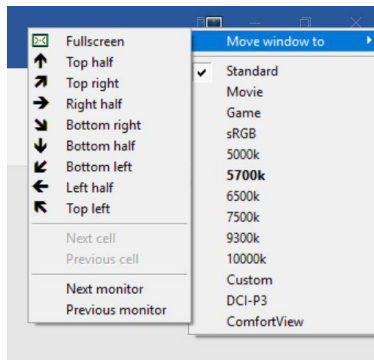 Move window to
Standard
Movie
Game
sRGB
5000k
5700k
6500k
7500k
9300k
10000k
Custom
DCI-P3
ComfortView
Fullscreen
Top half
Top right
Right half
Bottom right
Bottom half
Bottom left
Left half
Top left
Next cell
Previous cell
Next monitor
Previous monitor